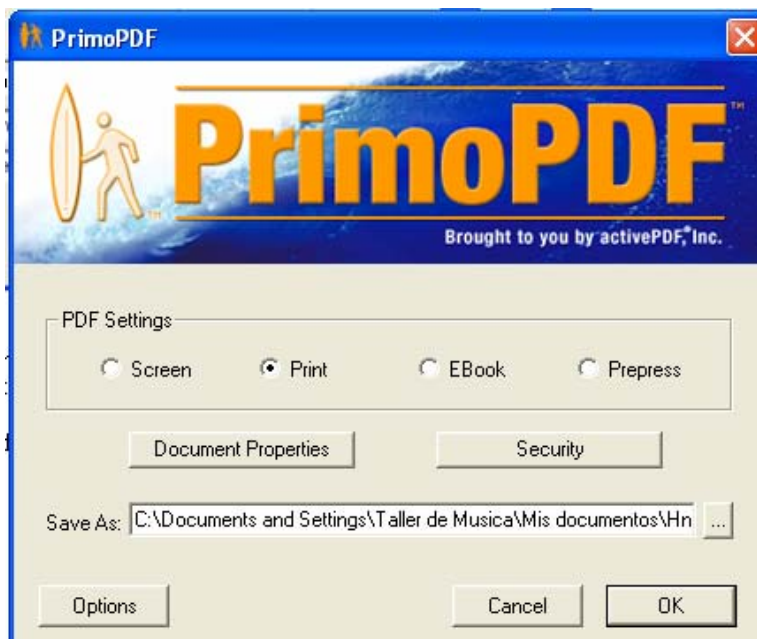 PrimoPDF
PrimoPDF™
Brought to you by activePDF,® Inc.
PDF Settings
Screen Print EBook Prepress
Document Properties Security
Save As: C:\Documents and Settings\Taller de Musica\Mis documentos\Hn ...
Options Cancel OK